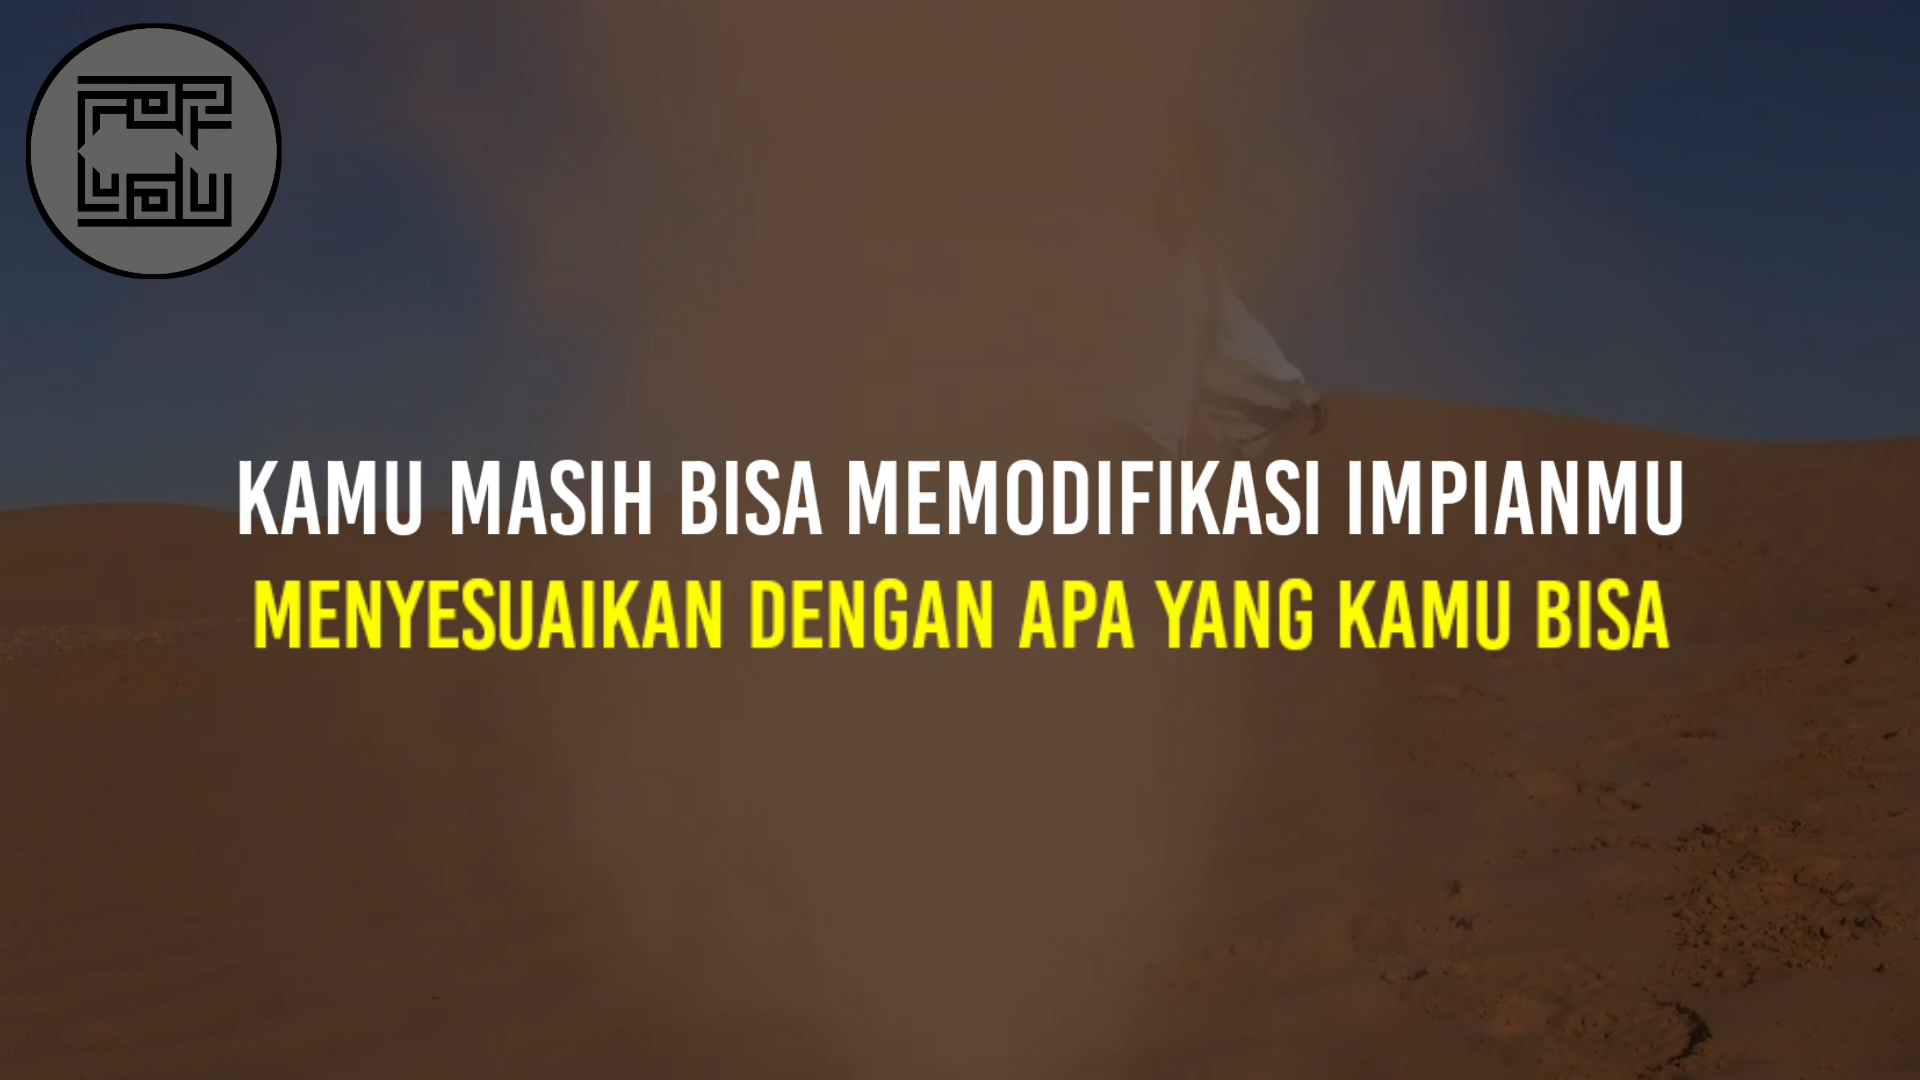 KAMU MASIH BISA MEMODIFIKASI IMPIANMU
MENYESUAIKAN DENGAN APA YANG KAMU BISA